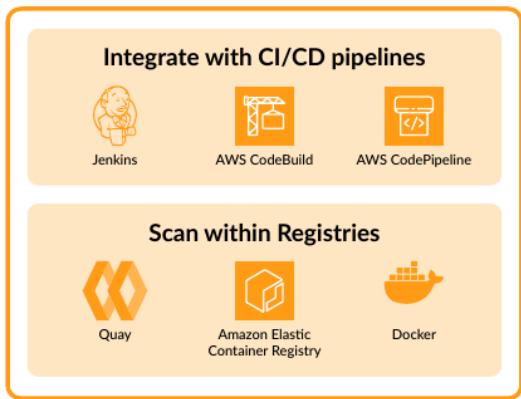 Integrate with CI/CD pipelines
Jenkins
AWS CodeBuild
AWS CodePipeline
</>
Scan within Registries
Quay
Amazon Elastic
Container Registry
Docker